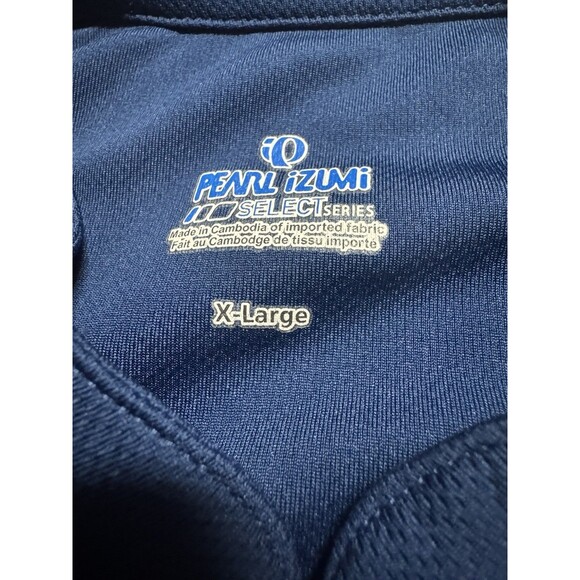 PEARL iZUMi
SELECT SERIES
Made in Cambodia of imported fabric
Fait au Cambodge de tissu importé
X-Large